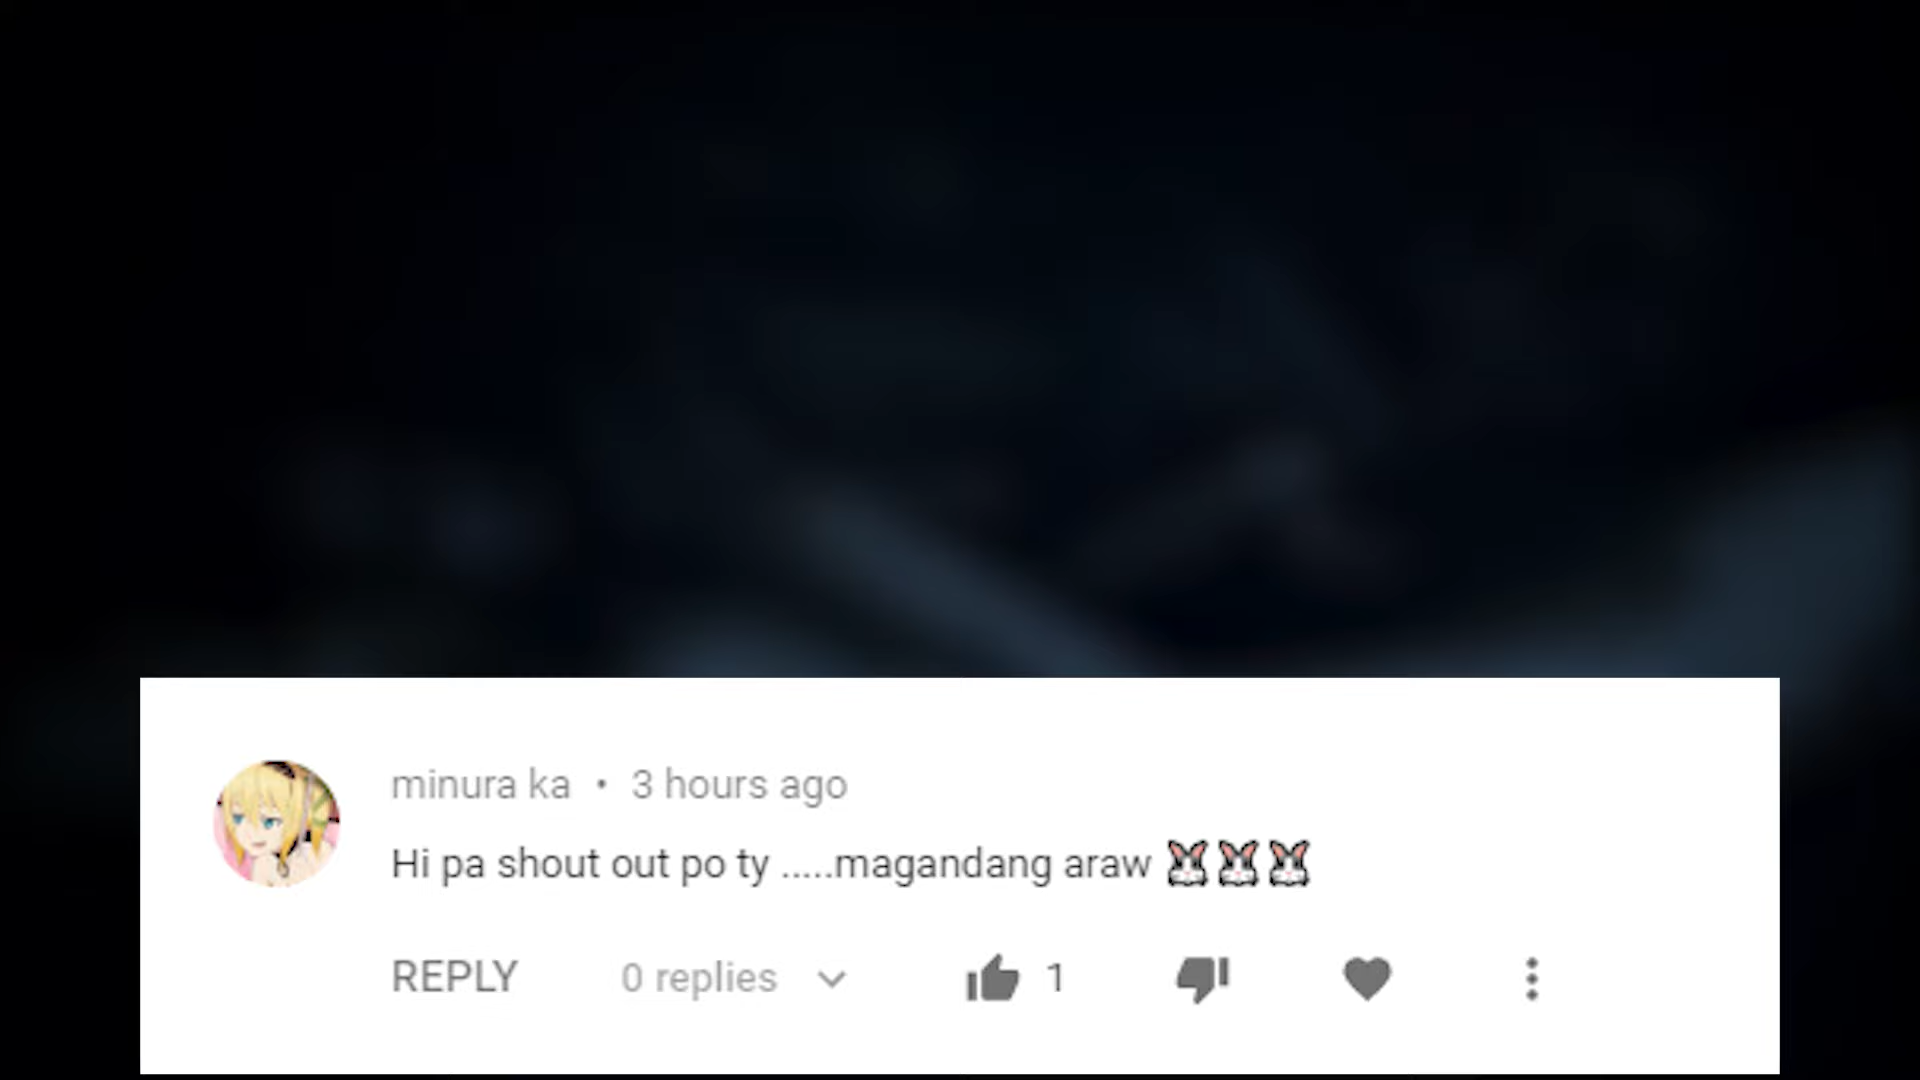 minura ka • 3 hours ago
Hi pa shout out po ty .....magandang araw 🐰🐰🐰
REPLY 0 replies 1